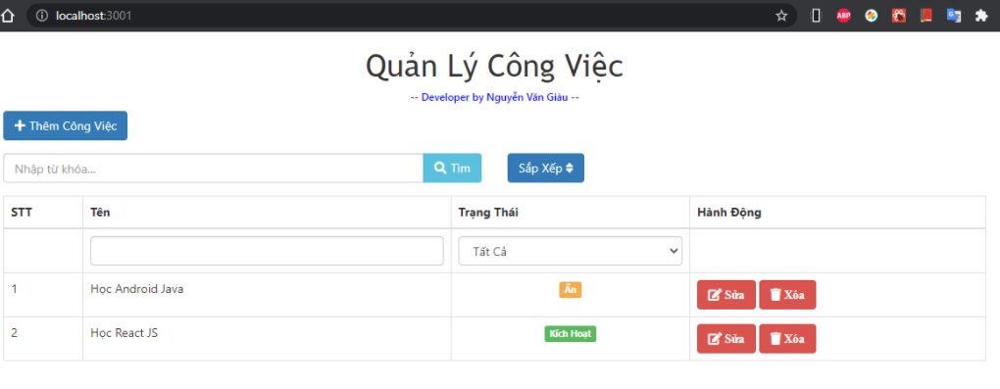 localhost:3001
ABP
Quản Lý Công Việc
-- Developer by Nguyễn Văn Giàu --
Thêm Công Việc
Nhập từ khóa... Tìm Sắp Xếp
STT Tên Trạng Thái Hành Động
Tất Cả
1 Học Android Java Ẩn Sửa Xóa
2 Học React JS Kích Hoạt Sửa Xóa